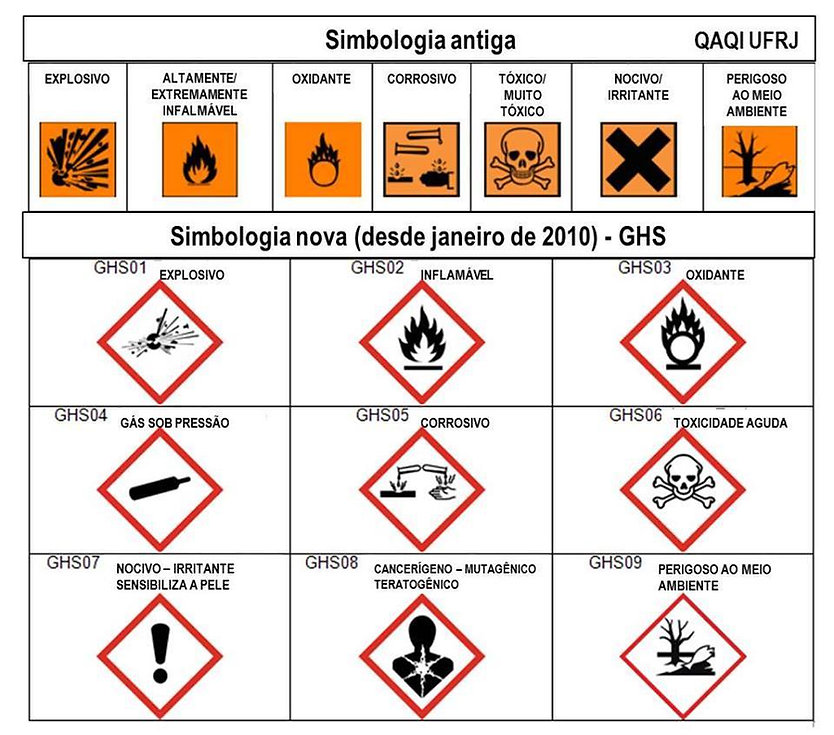 Simbologia antiga
QAQI UFRJ
EXPLOSIVO
ALTAMENTE/
EXTREMAMENTE
INFALMÁVEL
OXIDANTE
CORROSIVO
TÓXICO/
MUITO
TÓXICO
NOCIVO/
IRRITANTE
PERIGOSO
AO MEIO
AMBIENTE
Simbologia nova (desde janeiro de 2010) - GHS
GHS01
EXPLOSIVO
GHS02
INFLAMÁVEL
GHS03
OXIDANTE
GHS04
GÁS SOB PRESSÃO
GHS05
CORROSIVO
GHS06
TOXICIDADE AGUDA
GHS07
NOCIVO – IRRITANTE
SENSIBILIZA A PELE
GHS08
CANCERÍGENO – MUTAGÊNICO
TERATOGÊNICO
GHS09
PERIGOSO AO MEIO
AMBIENTE